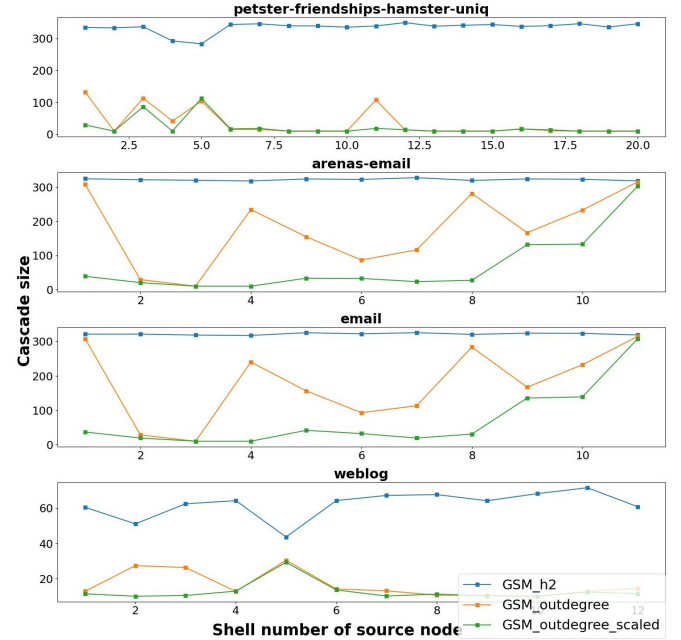 petster-friendships-hamster-uniq
300
200
100
0
2.5 5.0 7.5 10.0 12.5 15.0 17.5 20.0
arenas-email
300
200
100
0
2 4 6 8 10
Cascade size
email
300
200
100
0
2 4 6 8 10
weblog
60
40
20
2 4 6 8 10 12
GSM_h2
GSM_outdegree
GSM_outdegree_scaled
Shell number of source node